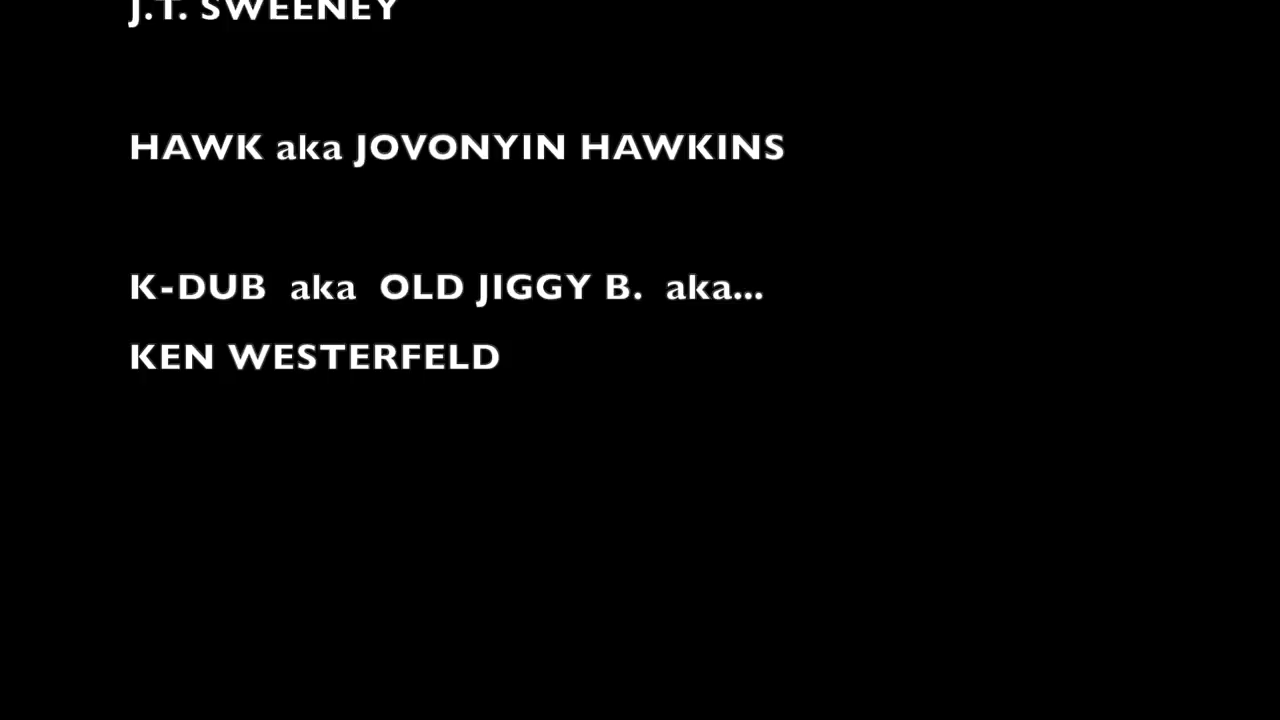 J.T. SWEENEY
HAWK aka JOVONYIN HAWKINS
K-DUB aka OLD JIGGY B. aka...
KEN WESTERFELD